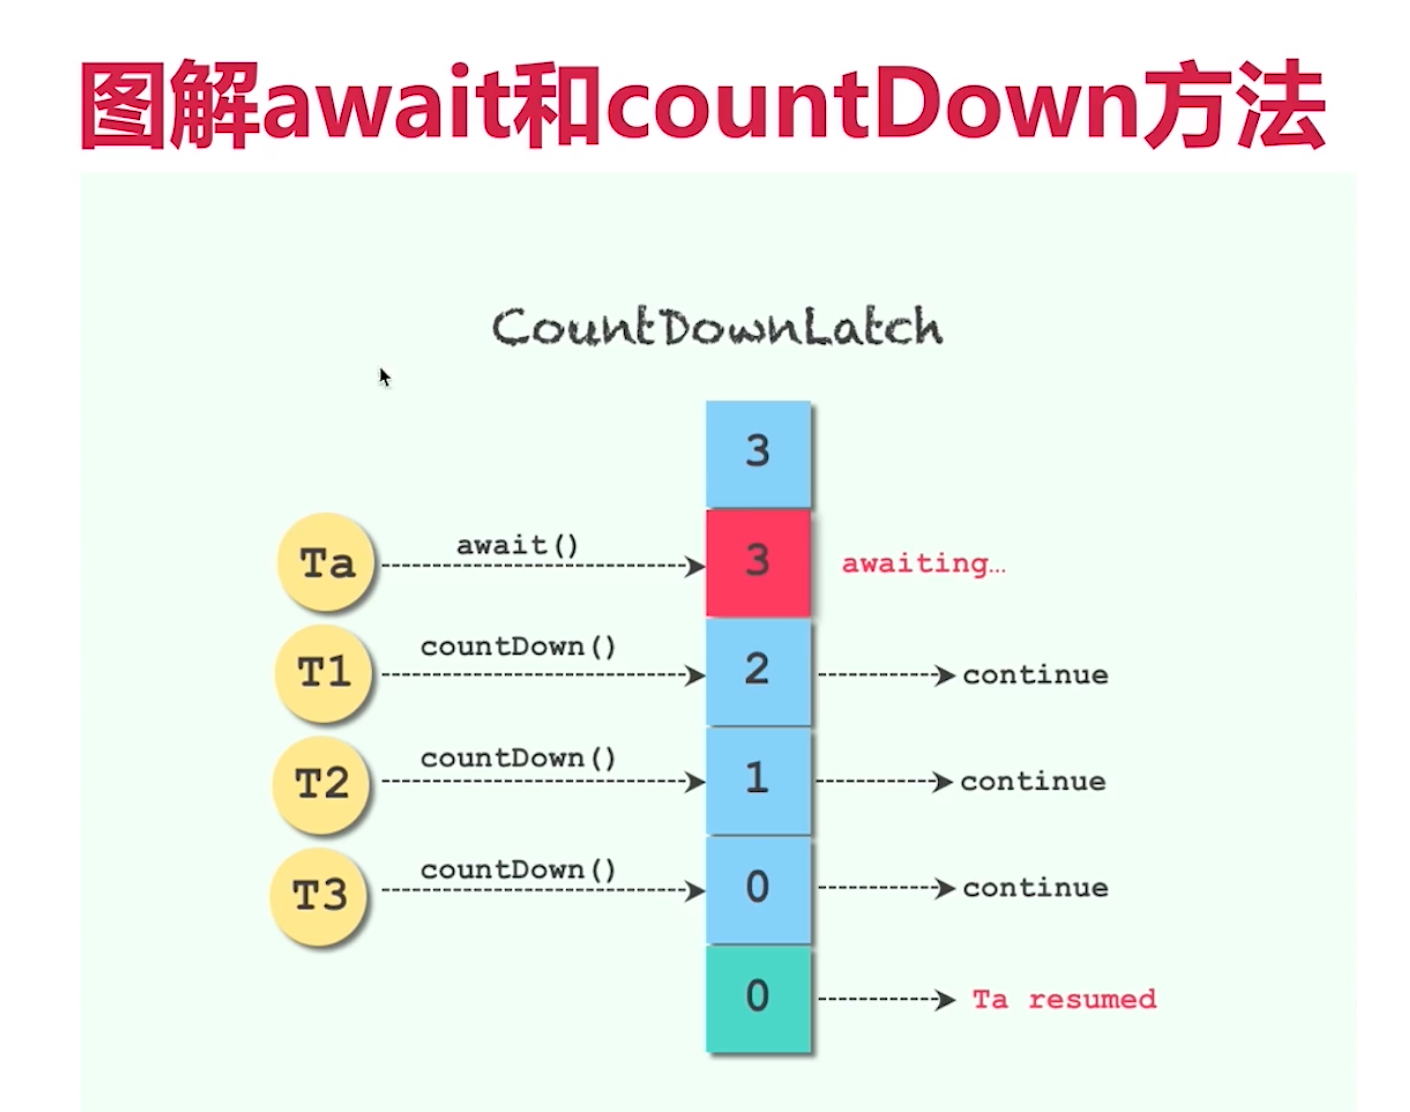 图解await和countDown方法
CountDownLatch
3
Ta await() 3 awaiting...
T1 countDown() 2 continue
T2 countDown() 1 continue
T3 countDown() 0 continue
0 Ta resumed